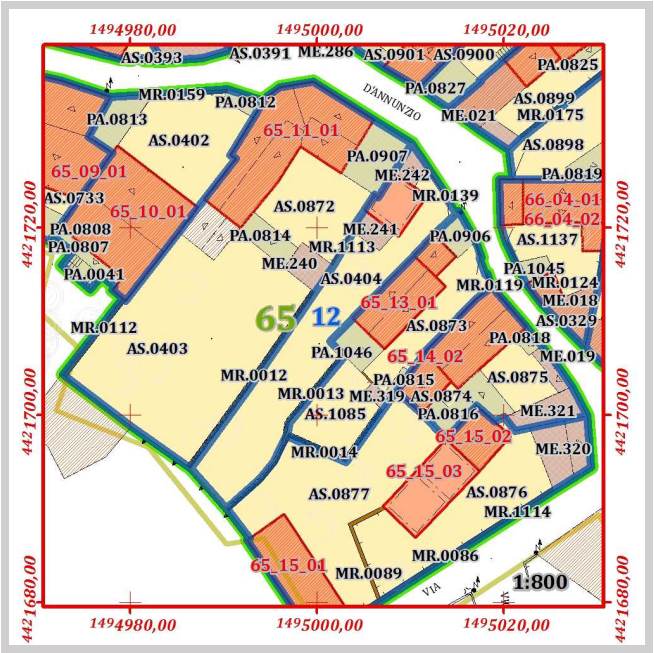 1494980,00 1495000,00 1495020,00
AS.0393
AS.0391
ME.286
AS.0901
AS.0900
PA.0825
PA.0827
MR.0159
PA.0812
D'ANNUNZO
AS.0899
ME.021
MR.0175
PA.0813
65_11_01
AS.0402
AS.0898
PA.0907
65_09_01
ME.242
PA.0819
AS.0733
MR.0139
66_04_01
65_10_01
AS.0872
66_04_02
4421720,00
4421720,00
PA.0808
ME.241
PA.0814
PA.0906
AS.1137
PA.0807
MR.1113
ME.240
PA.0041
AS.0404
PA.1045
MR.0119
MR.0124
65_13_01
ME.018
65
12
MR.0112
AS.0873
AS.0329
PA.0818
AS.0403
PA.1046
65_14_02
ME.019
MR.0012
PA.0815
AS.0875
MR.0013
ME.319
AS.0874
4421700,00
4421700,00
AS.1085
PA.0816
ME.321
65_15_02
MR.0014
ME.320
65_15_03
AS.0877
AS.0876
MR.1114
MR.0086
65_15_01
MR.0089
VIA
1:800
4421680,00
4421680,00
1494980,00 1495000,00 1495020,00